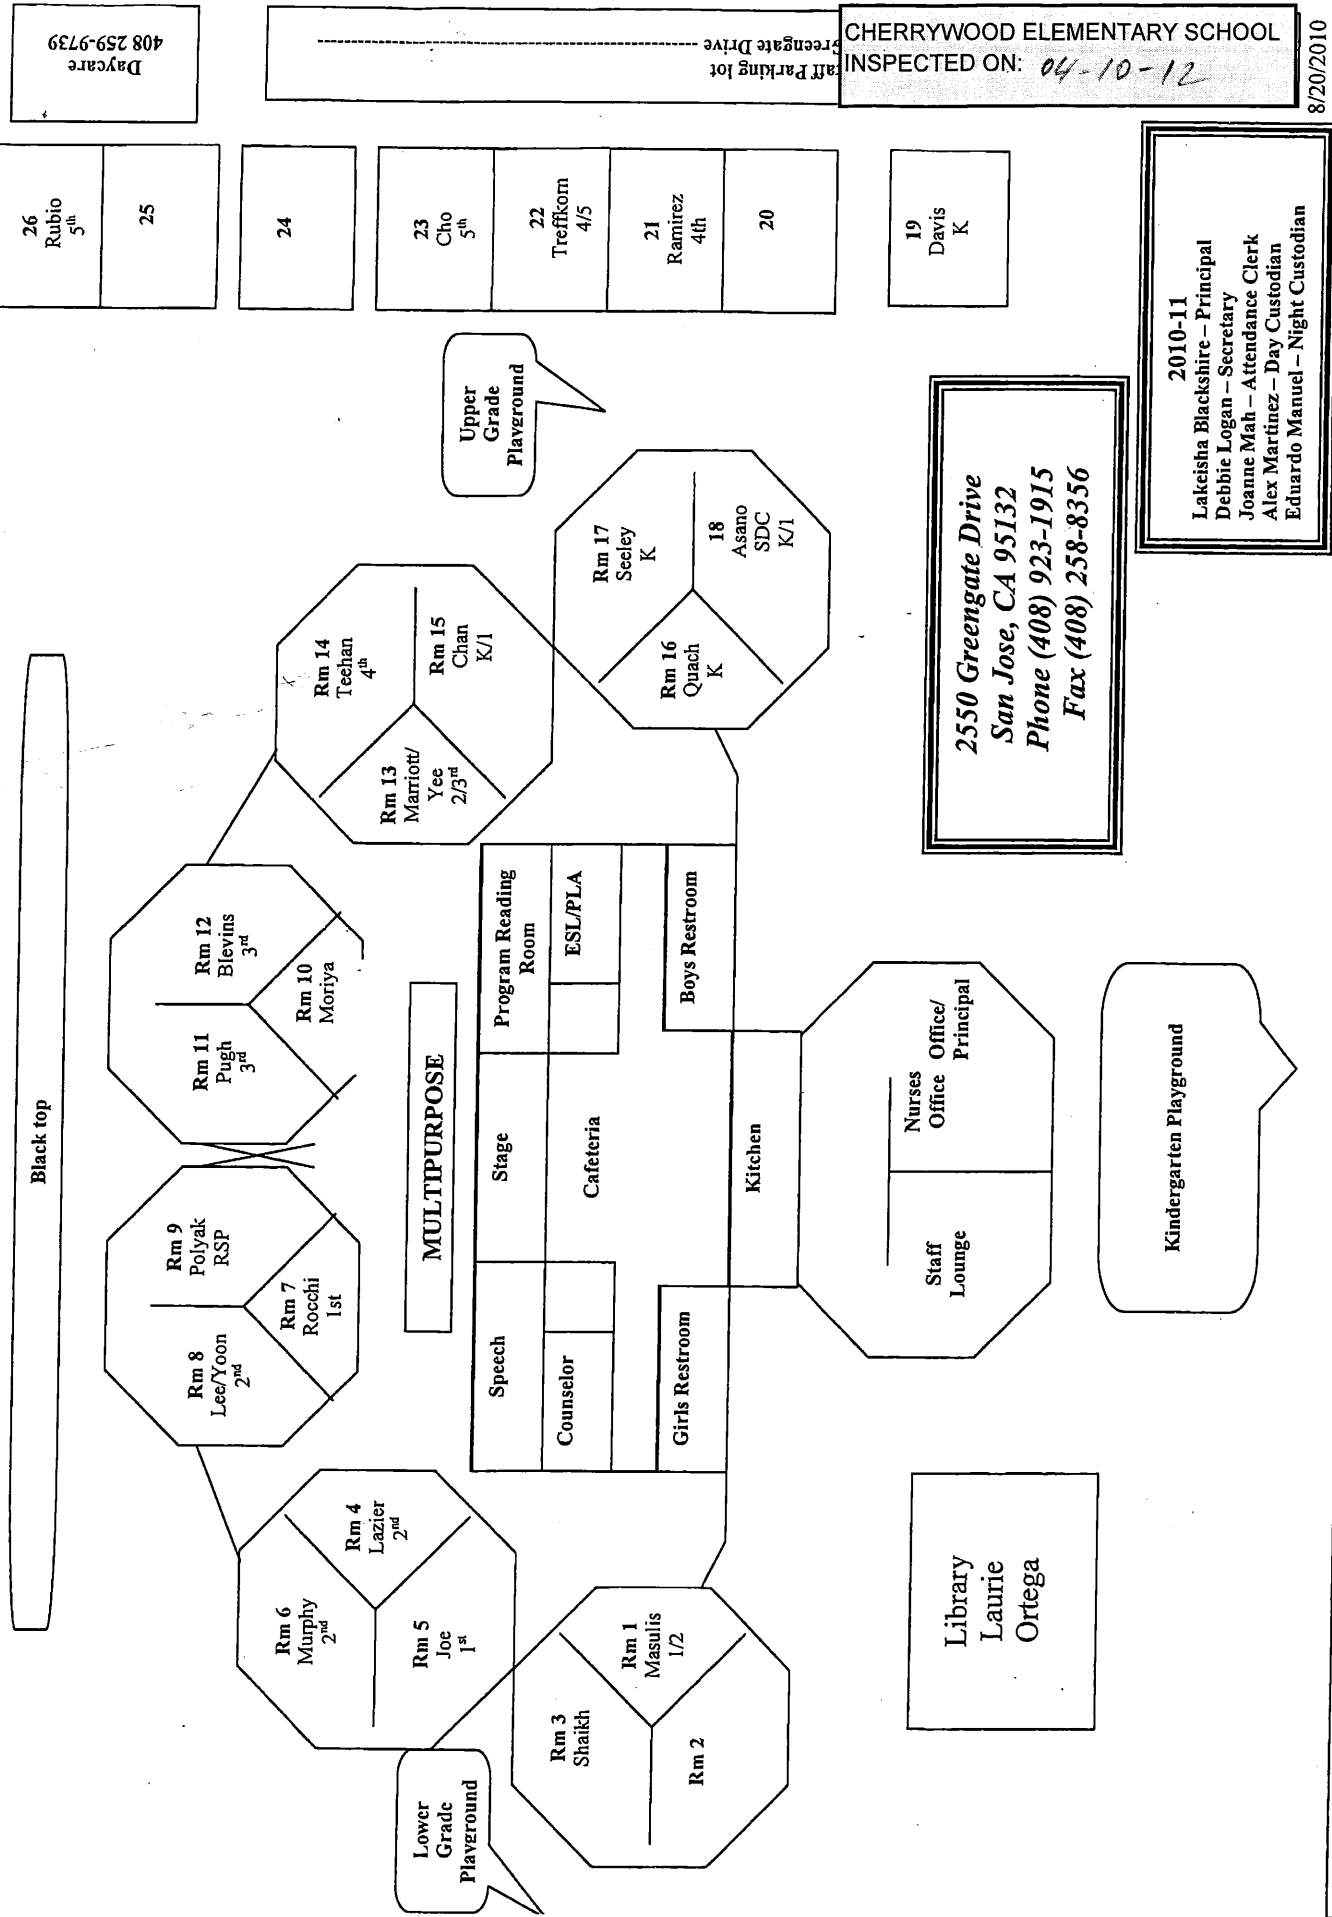 CHERRYWOOD ELEMENTARY SCHOOL
INSPECTED ON: 04-10-12
8/20/2010
Daycare
408 259-9739
Parking lot
Drive
Black top
26
Rubio
5th
25
24
23
Cho
5th
22
Treffkorn
4/5
21
Ramirez
4th
20
19
Davis
K
Upper
Grade
Playground
Rm 14
Teehan
4th
Rm 15
Chan
K/1
Rm 13
Marriott/
Yee
2/3rd
Rm 17
Seeley
K
18
Asano
SDC
K/1
Rm 16
Quach
K
Rm 12
Blevins
3rd
Rm 11
Pugh
3rd
Rm 10
Moriya
Rm 9
Polyak
RSP
Rm 8
Lee/Yoon
2nd
Rm 7
Rocchi
1st
Rm 6
Murphy
2nd
Rm 4
Lazier
2nd
Rm 5
Joe
1st
Rm 3
Shaikh
Rm 1
Masulis
1/2
Rm 2
Lower
Grade
Playground
MULTIPURPOSE
Speech
Stage
Program Reading
Room
Counselor
Cafeteria
ESL/PLA
Girls Restroom
Boys Restroom
Kitchen
Staff
Lounge
Nurses
Office
Office/
Principal
Library
Laurie
Ortega
Kindergarten Playground
2550 Greengate Drive
San Jose, CA 95132
Phone (408) 923-1915
Fax (408) 258-8356
2010-11
Lakeisha Blackshire – Principal
Debbie Logan – Secretary
Joanne Mah – Attendance Clerk
Alex Martinez – Day Custodian
Eduardo Manuel – Night Custodian